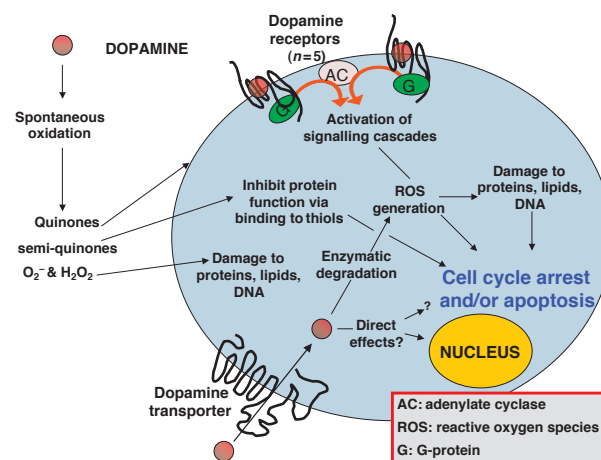 DOPAMINE
Dopamine
receptors
(n=5)
AC
G
G
Spontaneous
oxidation
Activation of
signalling cascades
Quinones
semi-quinones
O₂⁻ & H₂O₂
Inhibit protein
function via
binding to thiols
ROS
generation
Damage to
proteins, lipids,
DNA
Damage to
proteins, lipids,
DNA
Enzymatic
degradation
Cell cycle arrest
and/or apoptosis
Direct
effects?
?
NUCLEUS
Dopamine
transporter
AC: adenylate cyclase
ROS: reactive oxygen species
G: G-protein